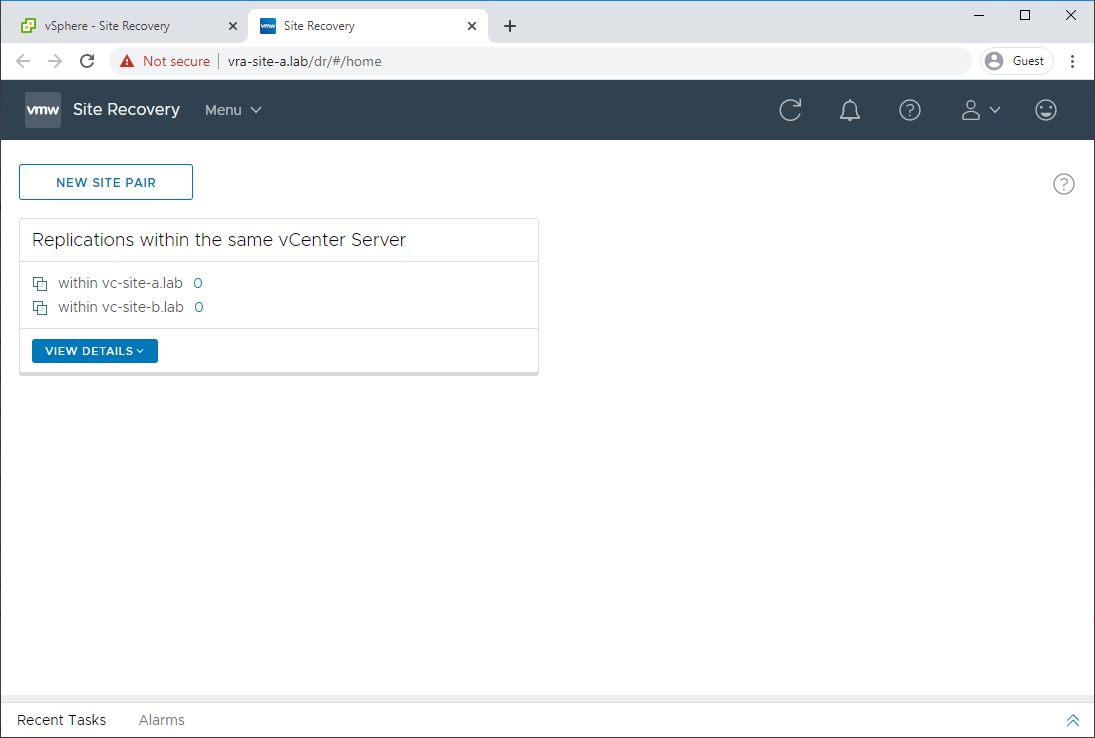 vSphere - Site Recovery
vmw Site Recovery
Not secure vra-site-a.lab/dr/#/home Guest
vmw Site Recovery Menu
NEW SITE PAIR
Replications within the same vCenter Server
within vc-site-a.lab 0
within vc-site-b.lab 0
VIEW DETAILS
Recent Tasks Alarms